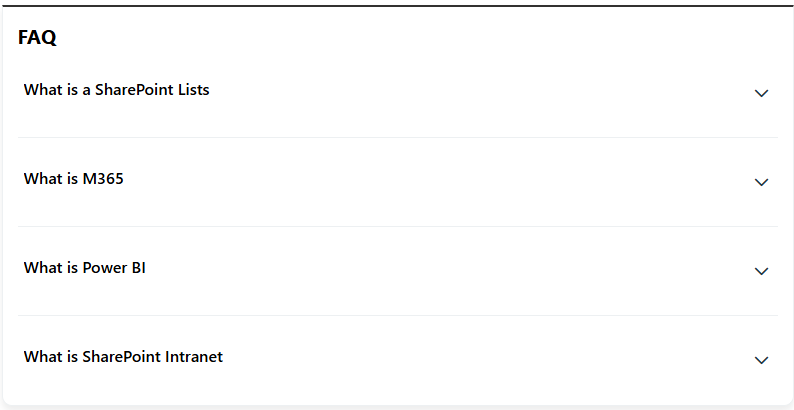 FAQ
What is a SharePoint Lists
What is M365
What is Power BI
What is SharePoint Intranet